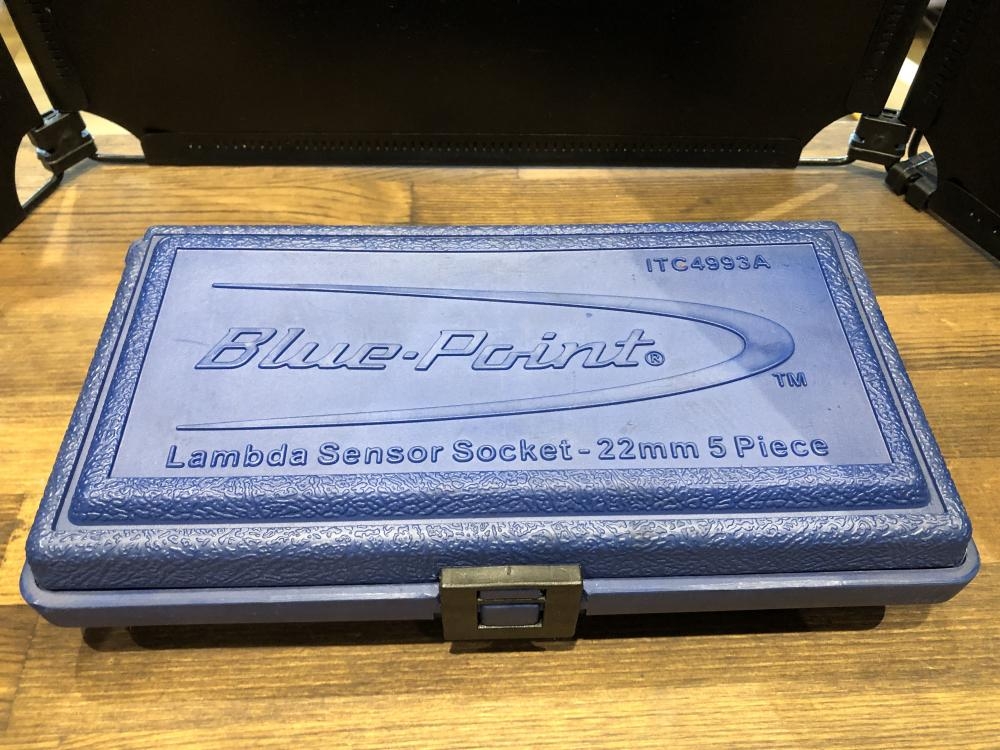 ITC4993A
Blue-Point®
TM
Lambda Sensor Socket - 22mm 5 Piece